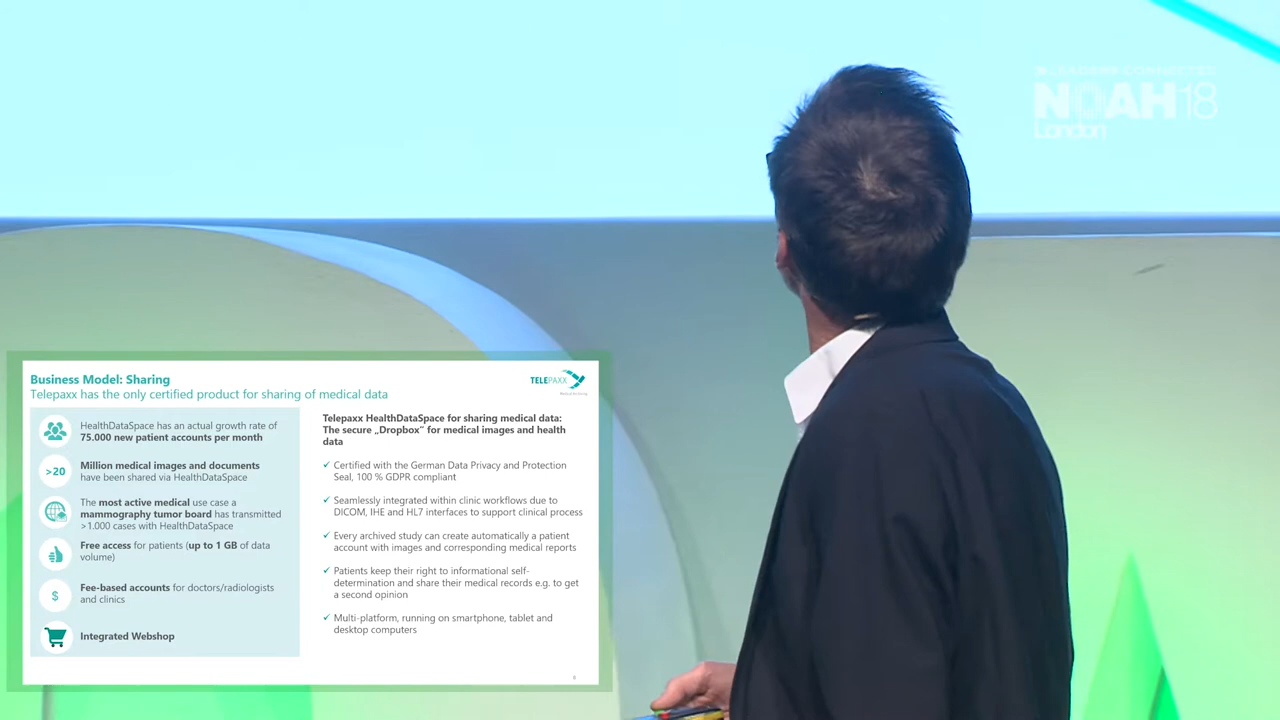 LEADERS CONNECTED
NOAH18
London
Business Model: Sharing
Telepaxx has the only certified product for sharing of medical data
TELEPAXX
Medical Archiving
HealthDataSpace has an actual growth rate of
75.000 new patient accounts per month
>20
Million medical images and documents
have been shared via HealthDataSpace
The most active medical use case a
mammography tumor board has transmitted
>1.000 cases with HealthDataSpace
Free access for patients (up to 1 GB of data
volume)
$
Fee-based accounts for doctors/radiologists
and clinics
Integrated Webshop
Telepaxx HealthDataSpace for sharing medical data:
The secure „Dropbox" for medical images and health
data
✓ Certified with the German Data Privacy and Protection
Seal, 100 % GDPR compliant
✓ Seamlessly integrated within clinic workflows due to
DICOM, IHE and HL7 interfaces to support clinical process
✓ Every archived study can create automatically a patient
account with images and corresponding medical reports
✓ Patients keep their right to informational self-
determination and share their medical records e.g. to get
a second opinion
✓ Multi-platform, running on smartphone, tablet and
desktop computers